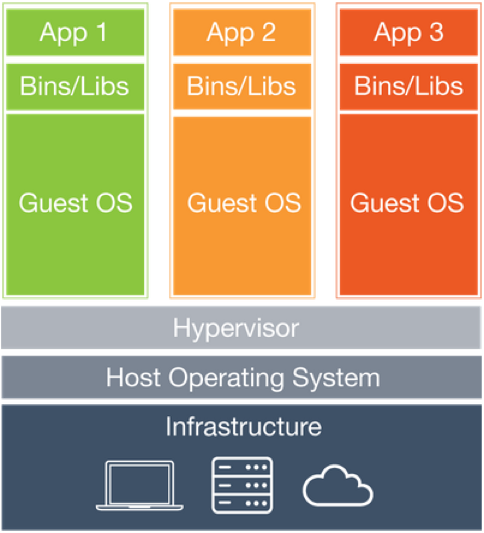 App 1 App 2 App 3
Bins/Libs Bins/Libs Bins/Libs
Guest OS Guest OS Guest OS
Hypervisor
Host Operating System
Infrastructure